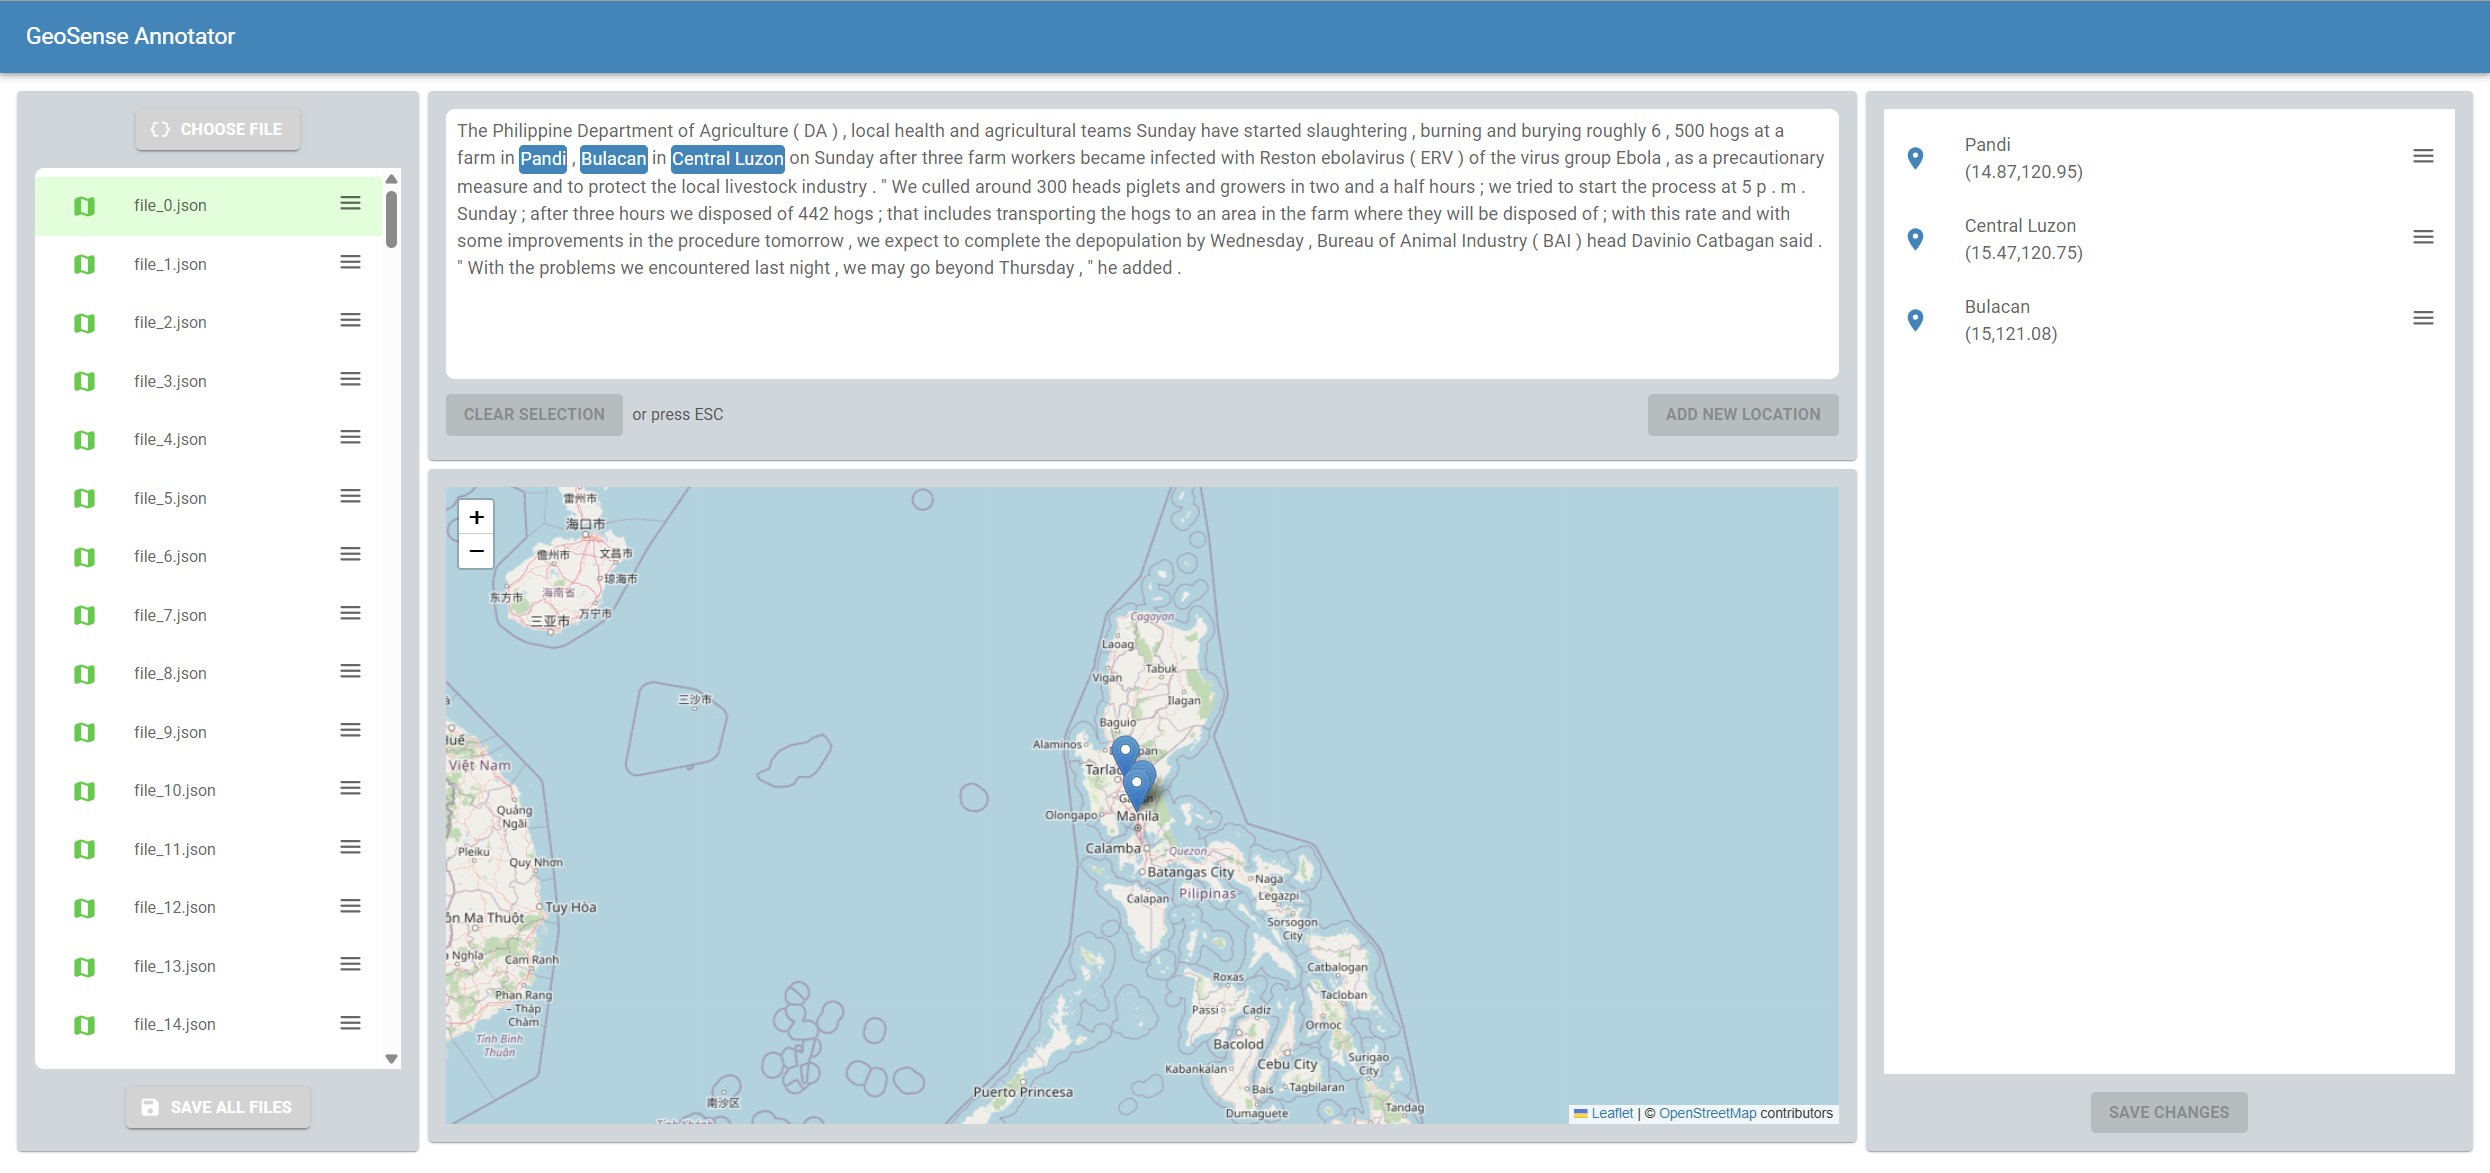 GeoSense Annotator
CHOOSE FILE
file_0.json
file_1.json
file_2.json
file_3.json
file_4.json
file_5.json
file_6.json
file_7.json
file_8.json
file_9.json
file_10.json
file_11.json
file_12.json
file_13.json
file_14.json
SAVE ALL FILES
The Philippine Department of Agriculture ( DA ) , local health and agricultural teams Sunday have started slaughtering , burning and burying roughly 6 , 500 hogs at a
farm in Pandi , Bulacan in Central Luzon on Sunday after three farm workers became infected with Reston ebolavirus ( ERV ) of the virus group Ebola , as a precautionary
measure and to protect the local livestock industry . " We culled around 300 heads piglets and growers in two and a half hours ; we tried to start the process at 5 p . m .
Sunday ; after three hours we disposed of 442 hogs ; that includes transporting the hogs to an area in the farm where they will be disposed of ; with this rate and with
some improvements in the procedure tomorrow , we expect to complete the depopulation by Wednesday , Bureau of Animal Industry ( BAI ) head Davinio Catbagan said .
" With the problems we encountered last night , we may go beyond Thursday , " he added .
CLEAR SELECTION
or press ESC
ADD NEW LOCATION
+
−
雷州市
海口市
儋州市
文昌市
琼海市
东方市
海南省
万宁市
三亚市
三沙市
Việt Nam
Quảng
Ngãi
Pleiku
Quy Nhơn
Tuy Hòa
Cam Ranh
Phan Rang
– Tháp
Chàm
Tỉnh Bình
Thuận
南沙区
Cagayan
Laoag
Tabuk
Vigan
Ilagan
Baguio
Alaminos
Olongapo
Manila
Calamba
Quezon
Batangas City
Naga
Pilipinas
Legazpi
Calapan
Sorsogon
City
Catbalogan
Roxas
Tacloban
Passi
Cadiz
Ormoc
Bacolod
Surigao
City
Cebu City
Kabankalan
Bais
Tagbilaran
Puerto Princesa
Dumaguete
Tandag
Leaflet | © OpenStreetMap contributors
Pandi
(14.87,120.95)
Central Luzon
(15.47,120.75)
Bulacan
(15,121.08)
SAVE CHANGES